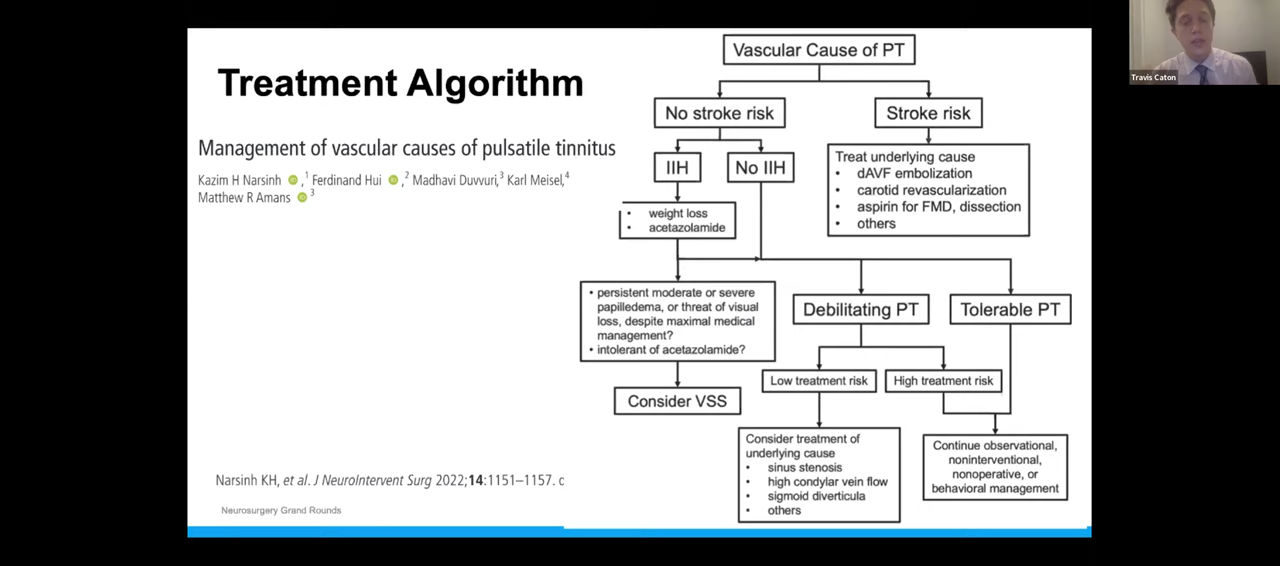 Treatment Algorithm
Management of vascular causes of pulsatile tinnitus
Kazim H Narsinh ,1 Ferdinand Hui ,2 Madhavi Duvvuri,3 Karl Meisel,4
Matthew R Amans 3
Vascular Cause of PT
No stroke risk
Stroke risk
IIH
No IIH
Treat underlying cause
• dAVF embolization
• carotid revascularization
• aspirin for FMD, dissection
• others
• weight loss
• acetazolamide
• persistent moderate or severe
papilledema, or threat of visual
loss, despite maximal medical
management?
• intolerant of acetazolamide?
Debilitating PT
Tolerable PT
Low treatment risk
High treatment risk
Consider VSS
Consider treatment of
underlying cause
• sinus stenosis
• high condylar vein flow
• sigmoid diverticula
• others
Continue observational,
noninterventional,
nonoperative, or
behavioral management
Narsinh KH, et al. J NeuroIntervent Surg 2022;14:1151–1157. c
Neurosurgery Grand Rounds
Travis Caton